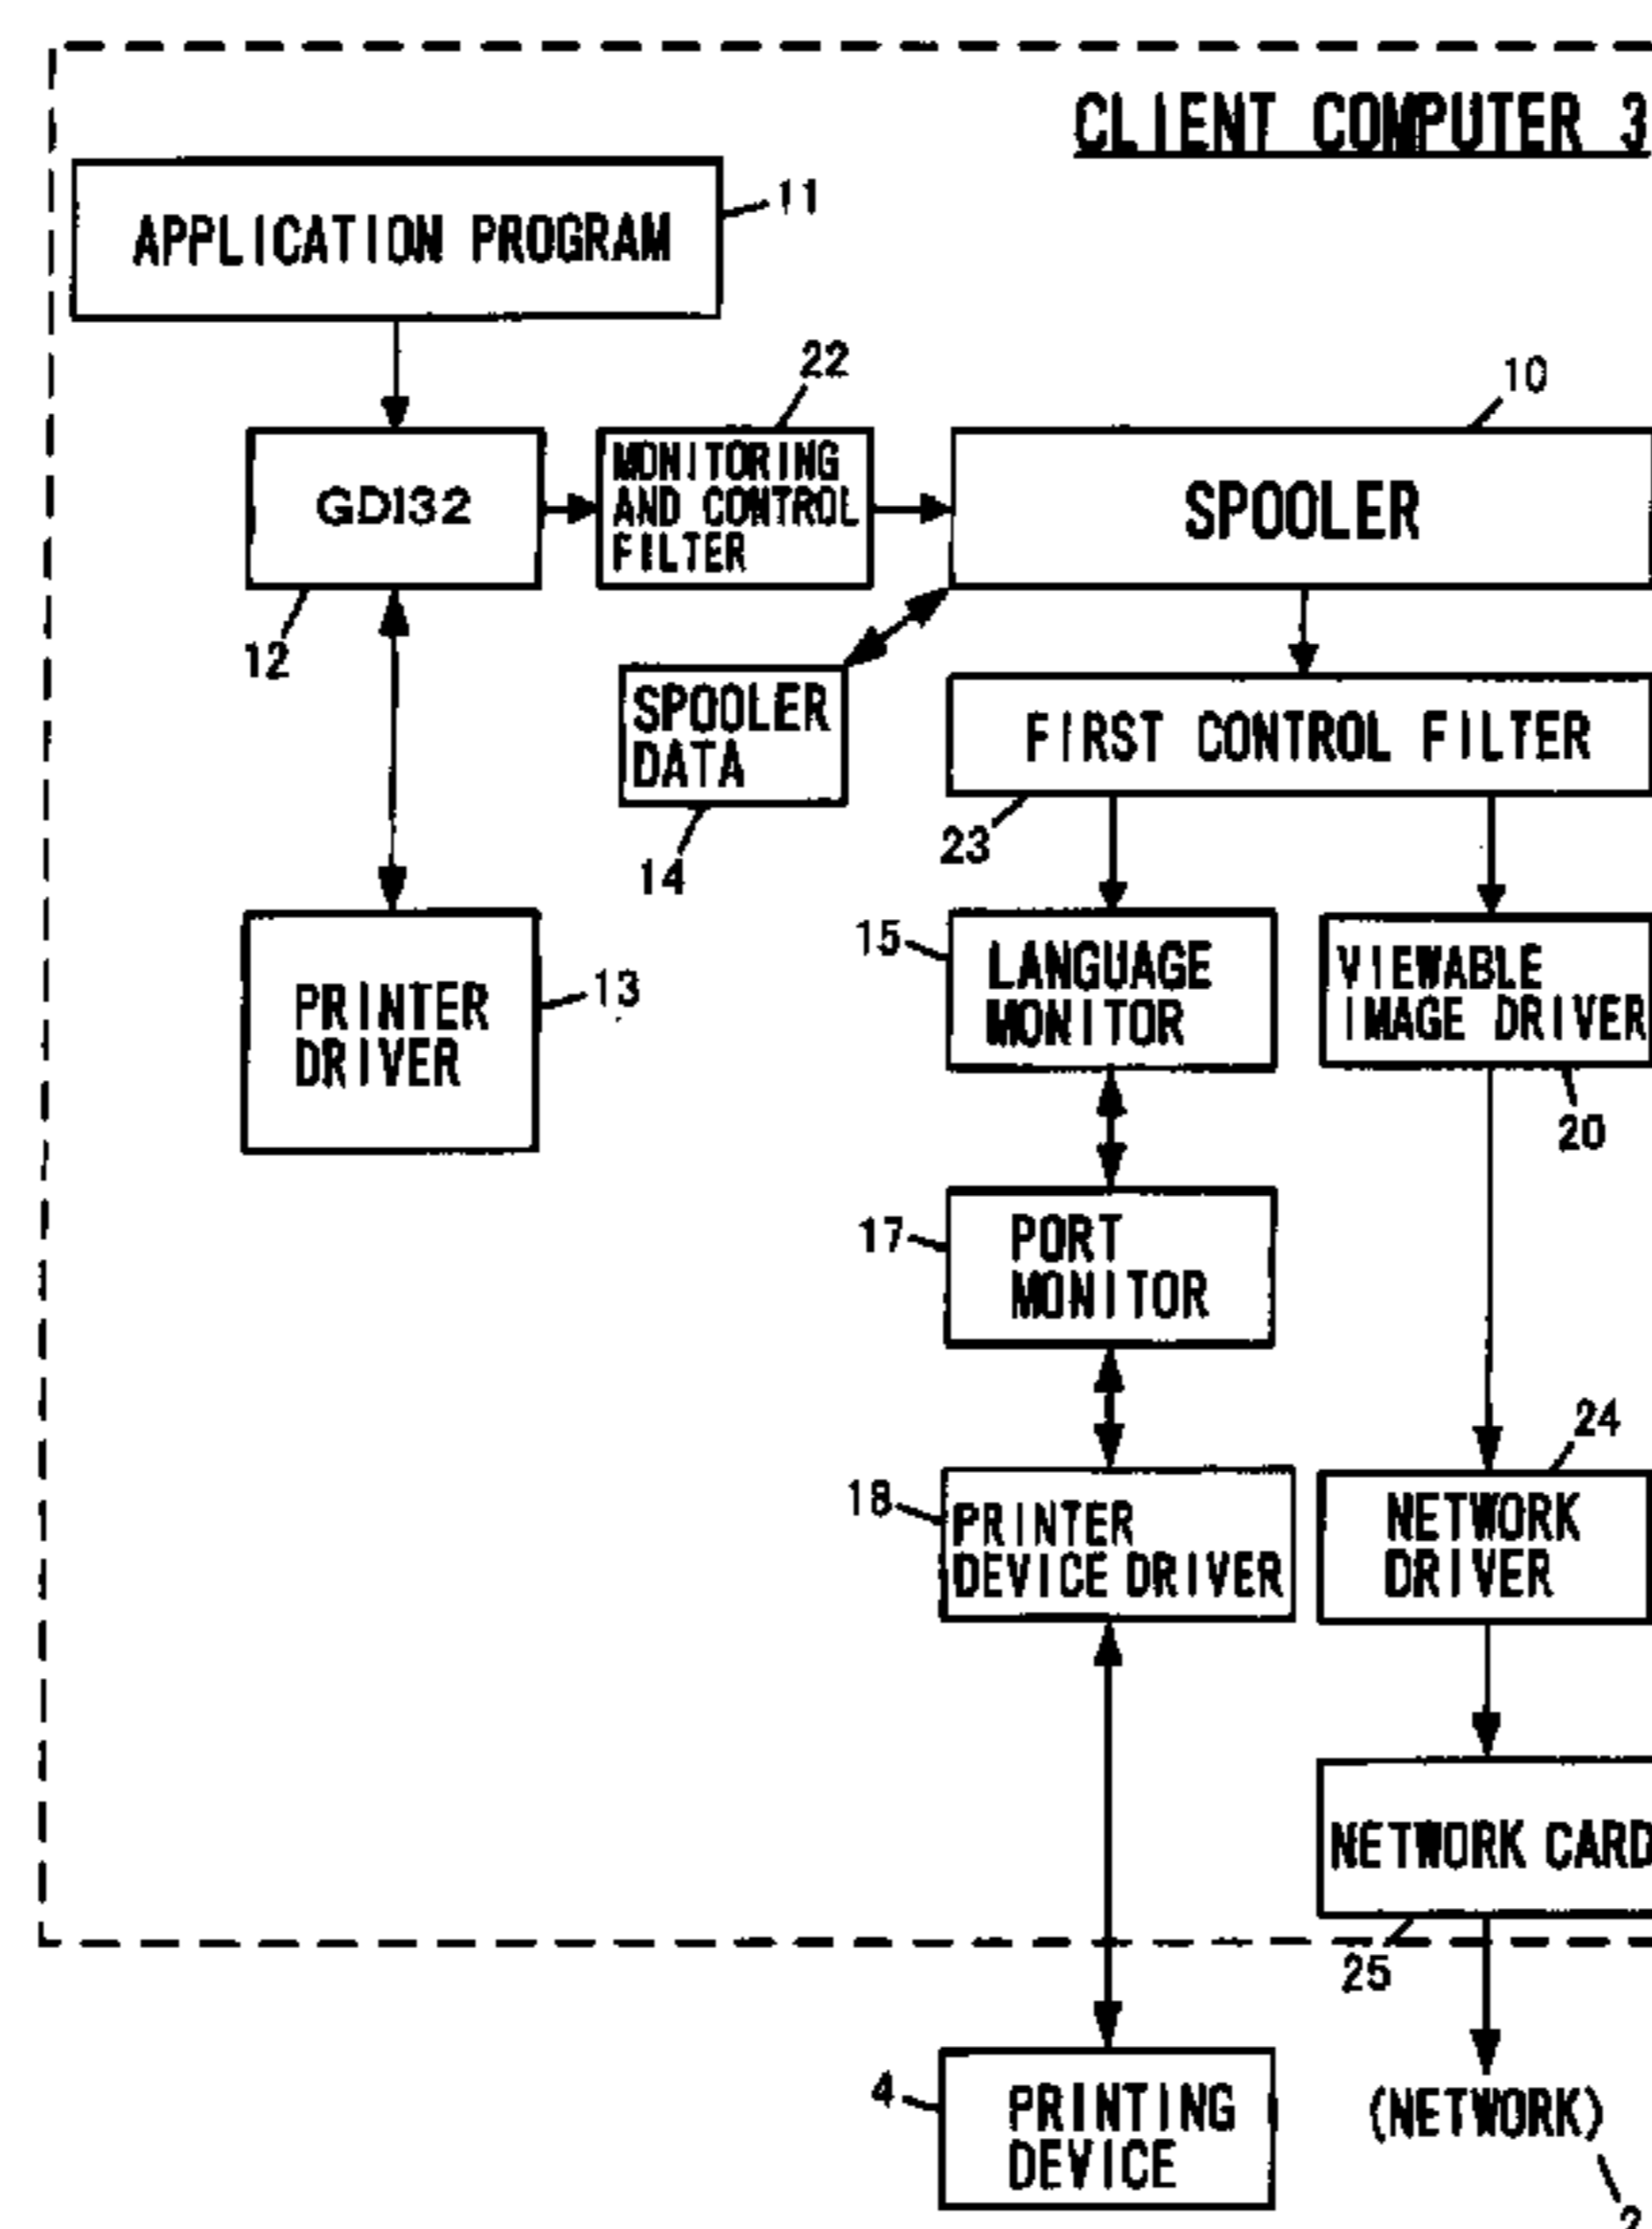 CLIENT COMPUTER 3
11
APPLICATION PROGRAM
22
10
MONITORING
AND CONTROL
FILTER
GDI32
SPOOLER
12
SPOOLER
DATA
FIRST CONTROL FILTER
23
14
15
LANGUAGE
MONITOR
VIEWABLE
IMAGE DRIVER
13
PRINTER
DRIVER
20
17
PORT
MONITOR
24
18
PRINTER
DEVICE DRIVER
NETWORK
DRIVER
NETWORK CARD
25
4
PRINTING
DEVICE
(NETWORK)
2